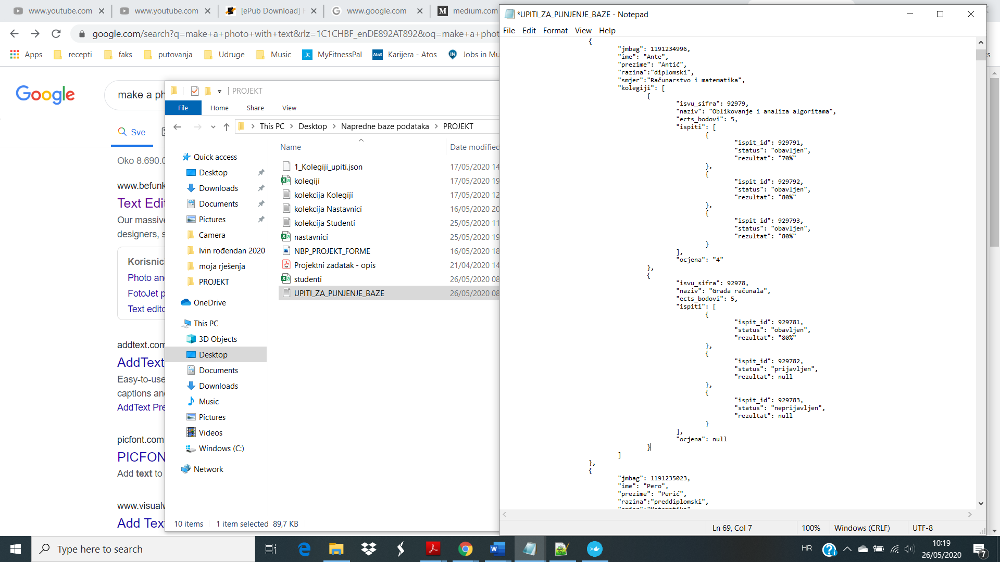 www.youtube.com
www.youtube.com
[ePub Download]
www.google.com
medium.com
google.com/search?q=make+a+photo+with+text&rlz=1C1CHBF_enDE892AT892&oq=make+a+phot
Apps
recepti
faks
putovanja
Udruge
Music
MyFitnessPal
Karijera - Atos
Jobs in Mu
Google
make a ph
Sve
Oko 8.690.0
www.befunk
Text Edit
Our massive
designers, s
Korisnici
Photo and
FotoJet p
Text edito
addtext.com
AddText
Easy-to-use
captions and
AddText Pre
picfont.com
PICFON
Add text to
www.visualw
Add Text
PROJEKT
File
Home
Share
View
This PC
Desktop
Napredne baze podataka
PROJEKT
Name
Date modified
Quick access
Desktop
Downloads
Documents
Pictures
Camera
Ivin rođendan 2020
moja rješenja
PROJEKT
OneDrive
This PC
3D Objects
Desktop
Documents
Downloads
Music
Pictures
Videos
Windows (C:)
Network
1_Kolegiji_upiti.json 17/05/2020 14
kolegiji 17/05/2020 19
kolekcija Kolegiji 17/05/2020 12
kolekcija Nastavnici 16/05/2020 20
kolekcija Studenti 25/05/2020 11
nastavnici 25/05/2020 19
NBP_PROJEKT_FORME 16/05/2020 18
Projektni zadatak - opis 21/04/2020 14
studenti 26/05/2020 08
UPITI_ZA_PUNJENJE_BAZE 26/05/2020 08
10 items
1 item selected 89,7 KB
*UPITI_ZA_PUNJENJE_BAZE - Notepad
File Edit Format View Help
{
"jmbag": 1191234996,
"ime": "Ante",
"prezime": "Antić",
"razina":"diplomski",
"smjer":"Računarstvo i matematika",
"kolegiji": [
{
"isvu_sifra": 92979,
"naziv": "Oblikovanje i analiza algoritama",
"ects_bodovi": 5,
"ispiti": [
{
"ispit_id": 929791,
"status": "obavljen",
"rezultat": "70%"
},
{
"ispit_id": 929792,
"status": "obavljen",
"rezultat": "80%"
},
{
"ispit_id": 929793,
"status": "obavljen",
"rezultat": "80%"
}
],
"ocjena": "4"
},
{
"isvu_sifra": 92978,
"naziv": "Građa računala",
"ects_bodovi": 5,
"ispiti": [
{
"ispit_id": 929781,
"status": "obavljen",
"rezultat": "80%"
},
{
"ispit_id": 929782,
"status": "prijavljen",
"rezultat": null
},
{
"ispit_id": 929783,
"status": "neprijavljen",
"rezultat": null
}
],
"ocjena": null
}
]
},
{
"jmbag": 1191235023,
"ime": "Pero",
"prezime": "Perić",
"razina":"preddiplomski",
Ln 69, Col 7
100%
Windows (CRLF)
UTF-8
Type here to search
HR
10:19
26/05/2020
7